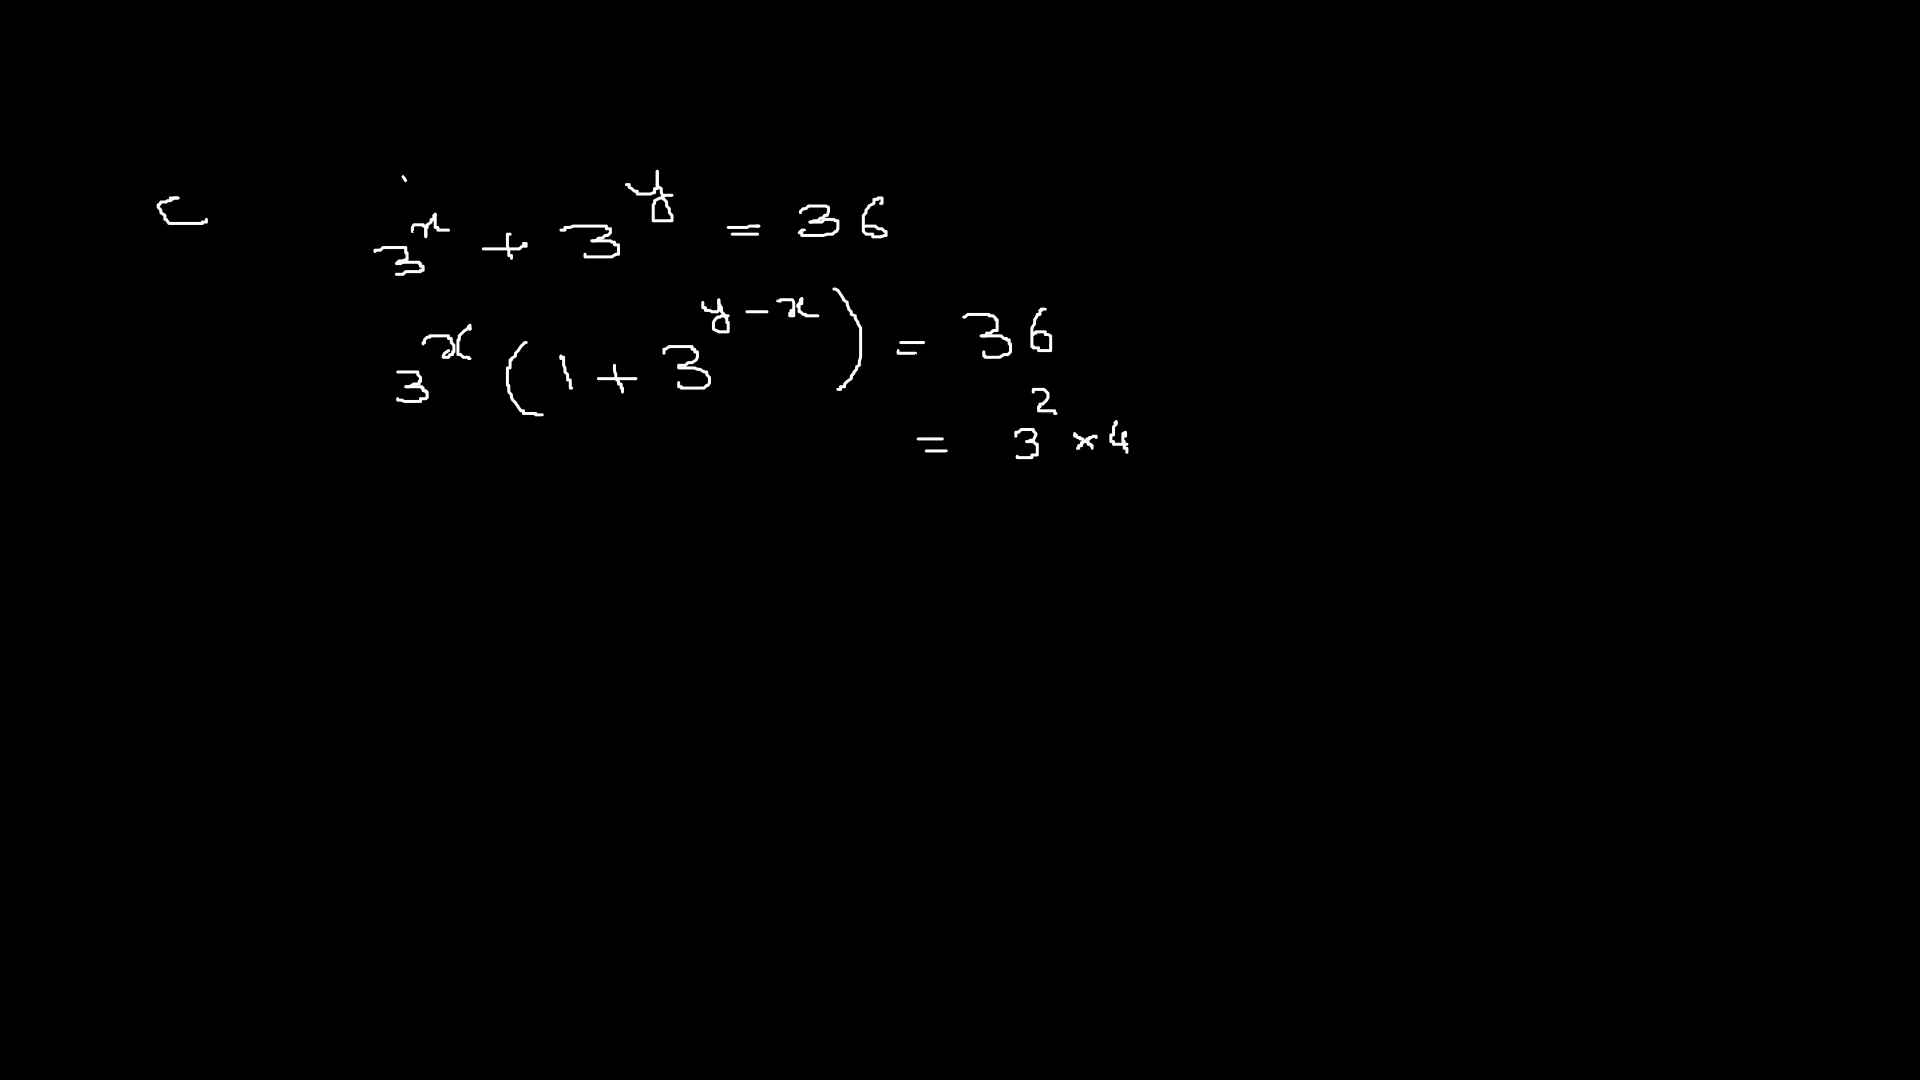 C 3^x + 3^y = 36
3^x (1 + 3^{y-x}) = 36
= 3^2 × 4